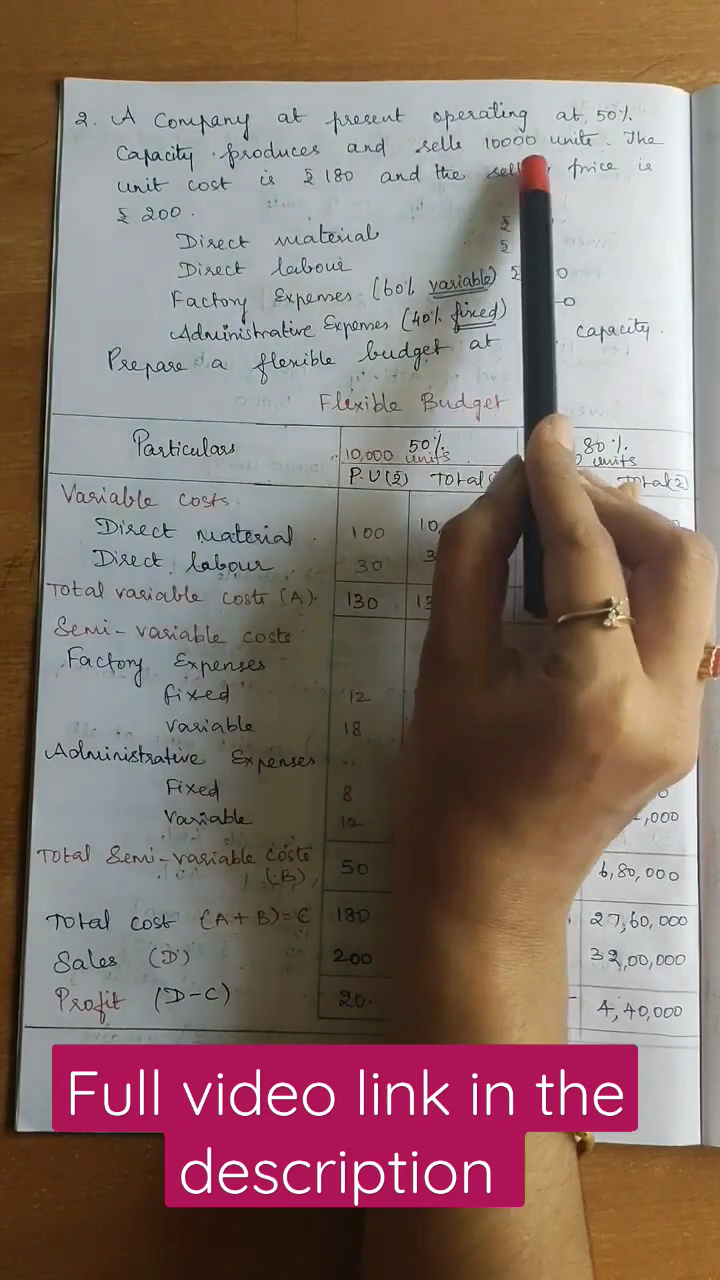 2. A Company at present operating at 50%
Capacity produces and sells 10000 units. The
unit cost is ₹ 180 and the price is
₹ 200.
Direct material ₹
Direct labour ₹
Factory Expenses (60% variable) ₹
Administrative Expenses (40% fixed)
Prepare a flexible budget at capacity.
Flexible Budget
Particulars 50% 80%
10,000 units units
P.U(₹) Total( Total(₹)
Variable costs.
Direct material 100 10,
Direct labour 30 3
Total variable costs (A). 130 13
Semi-variable costs
Factory Expenses
fixed 12
variable 18
Administrative Expenses
Fixed 8
Variable 12 ,000
Total Semi-variable costs
(B) 50 6,80,000
Total cost (A+B)=C 180 27,60,000
Sales (D) 200 32,00,000
Profit (D-C) 20. 4,40,000
Full video link in the
description